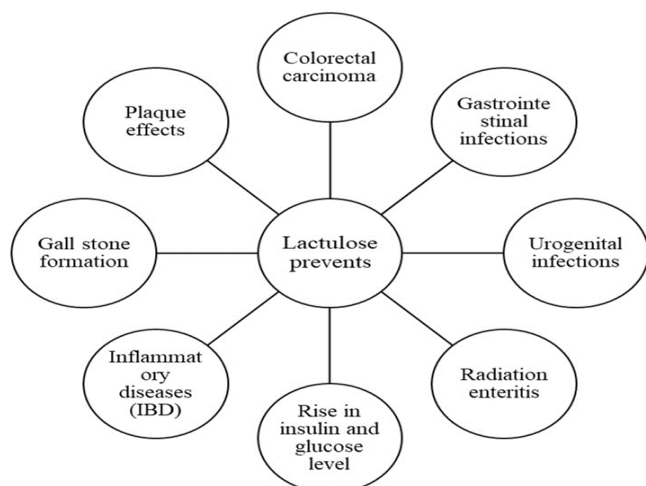 Colorectal
carcinoma
Gastrointe
stinal
infections
Urogenital
infections
Radiation
enteritis
Rise in
insulin and
glucose
level
Inflammat
ory
diseases
(IBD)
Gall stone
formation
Plaque
effects
Lactulose
prevents